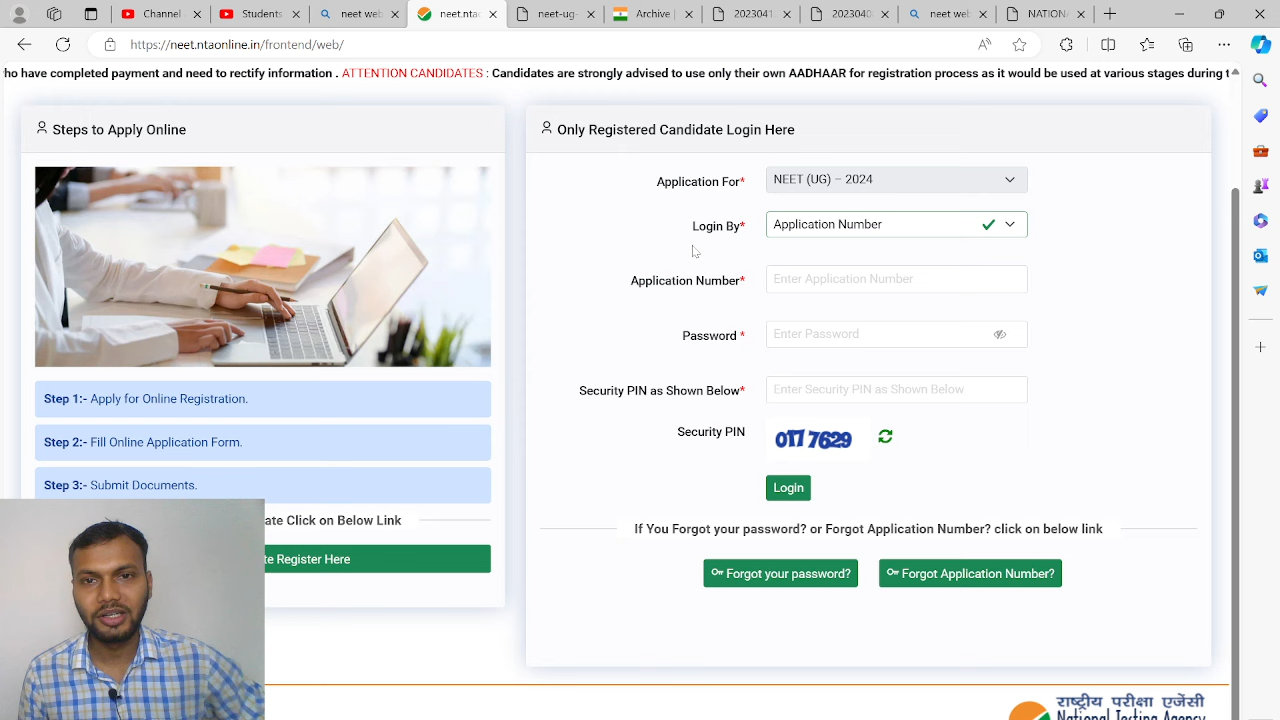 neet web
neet.nta
neet-ug-
Archive
2023041
2023040
neet web
NATION
https://neet.ntaonline.in/frontend/web/
ho have completed payment and need to rectify information . ATTENTION CANDIDATES : Candidates are strongly advised to use only their own AADHAAR for registration process as it would be used at various stages during t
Steps to Apply Online
Step 1:- Apply for Online Registration.
Step 2:- Fill Online Application Form.
Step 3:- Submit Documents.
ate Click on Below Link
te Register Here
Only Registered Candidate Login Here
Application For* NEET (UG) – 2024
Login By* Application Number
Application Number* Enter Application Number
Password * Enter Password
Security PIN as Shown Below* Enter Security PIN as Shown Below
Security PIN
Login
If You Forgot your password? or Forgot Application Number? click on below link
Forgot your password? Forgot Application Number?
राष्ट्रीय परीक्षा एजेंसी
National Testing Agency